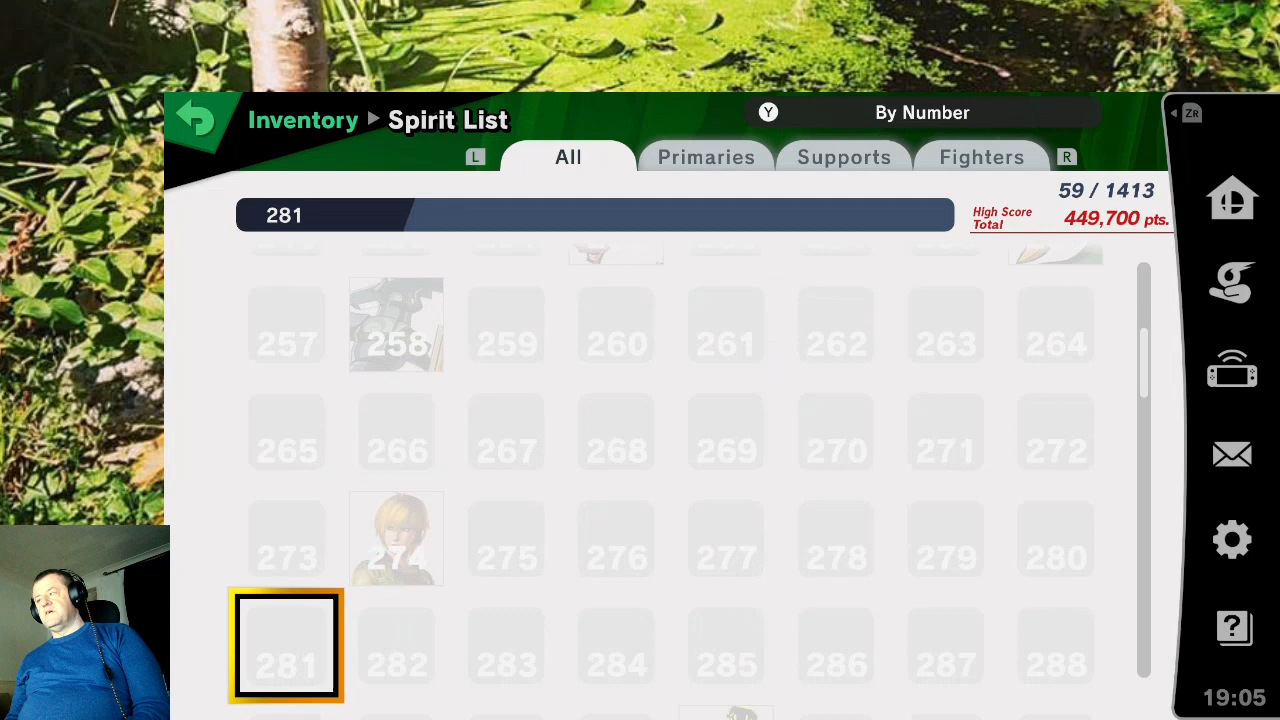 Inventory ▶ Spirit List
Y By Number
ZR
L All Primaries Supports Fighters R
59 / 1413
281
High Score Total 449,700 pts.
257 258 259 260 261 262 263 264
265 266 267 268 269 270 271 272
273 274 275 276 277 278 279 280
281 282 283 284 285 286 287 288
?
19:05